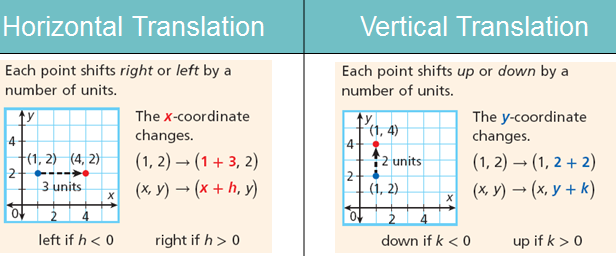 Horizontal Translation
Each point shifts right or left by a
number of units.
y
4
(1, 2) (4, 2)
2
3 units
x
0
2
4
The x-coordinate
changes.
(1, 2) → (1 + 3, 2)
(x, y) → (x + h, y)
left if h < 0 right if h > 0
Vertical Translation
Each point shifts up or down by a
number of units.
y
(1, 4)
4
2 units
2
(1, 2)
x
0
2
4
The y-coordinate
changes.
(1, 2) → (1, 2 + 2)
(x, y) → (x, y + k)
down if k < 0 up if k > 0